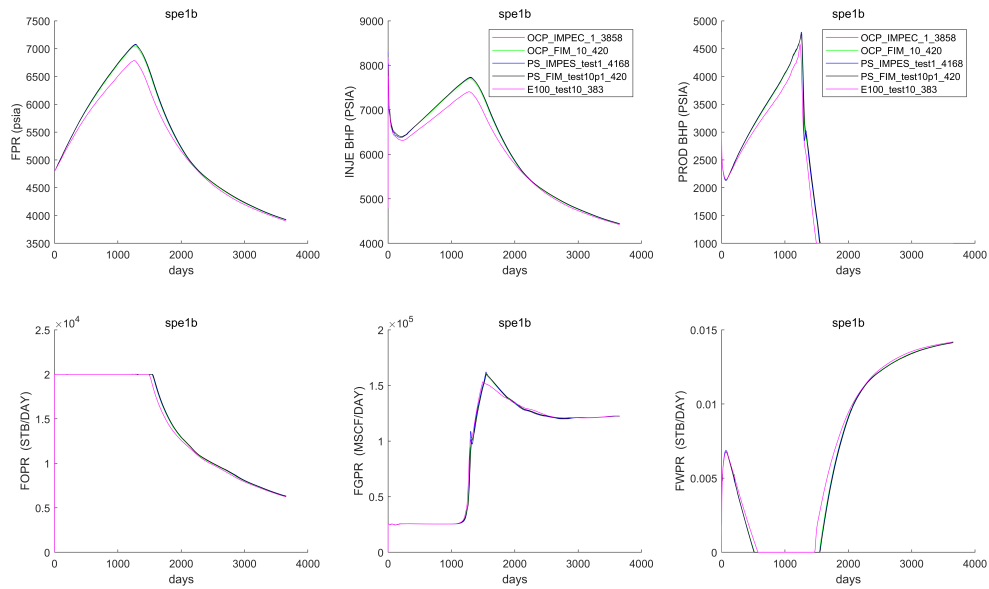 spe1b
7500
7000
6500
6000
5500
5000
4500
4000
3500
FPR (psia)
0
1000
2000
3000
4000
days
spe1b
OCP_IMPEC_1_3858
OCP_FIM_10_420
PS_IMPES_test1_4168
PS_FIM_test10p1_420
E100_test10_383
9000
8000
7000
6000
5000
4000
INJE BHP (PSIA)
0
1000
2000
3000
4000
days
spe1b
OCP_IMPEC_1_3858
OCP_FIM_10_420
PS_IMPES_test1_4168
PS_FIM_test10p1_420
E100_test10_383
5000
4500
4000
3500
3000
2500
2000
1500
1000
PROD BHP (PSIA)
0
1000
2000
3000
4000
days
spe1b
×10⁴
2.5
2
1.5
1
0.5
0
FOPR (STB/DAY)
0
1000
2000
3000
4000
days
spe1b
×10⁵
2
1.5
1
0.5
0
FGPR (MSCF/DAY)
0
1000
2000
3000
4000
days
spe1b
0.015
0.01
0.005
0
FWPR (STB/DAY)
0
1000
2000
3000
4000
days